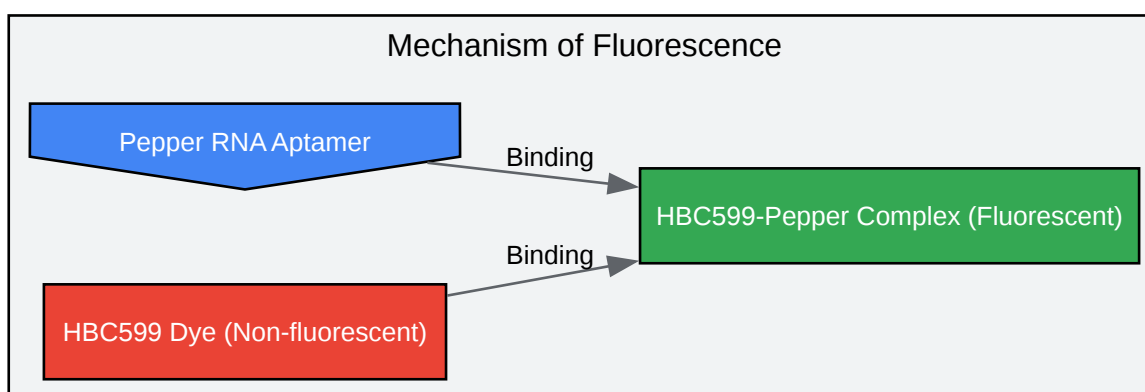 Mechanism of Fluorescence
Pepper RNA Aptamer
Binding
HBC599-Pepper Complex (Fluorescent)
Binding
HBC599 Dye (Non-fluorescent)